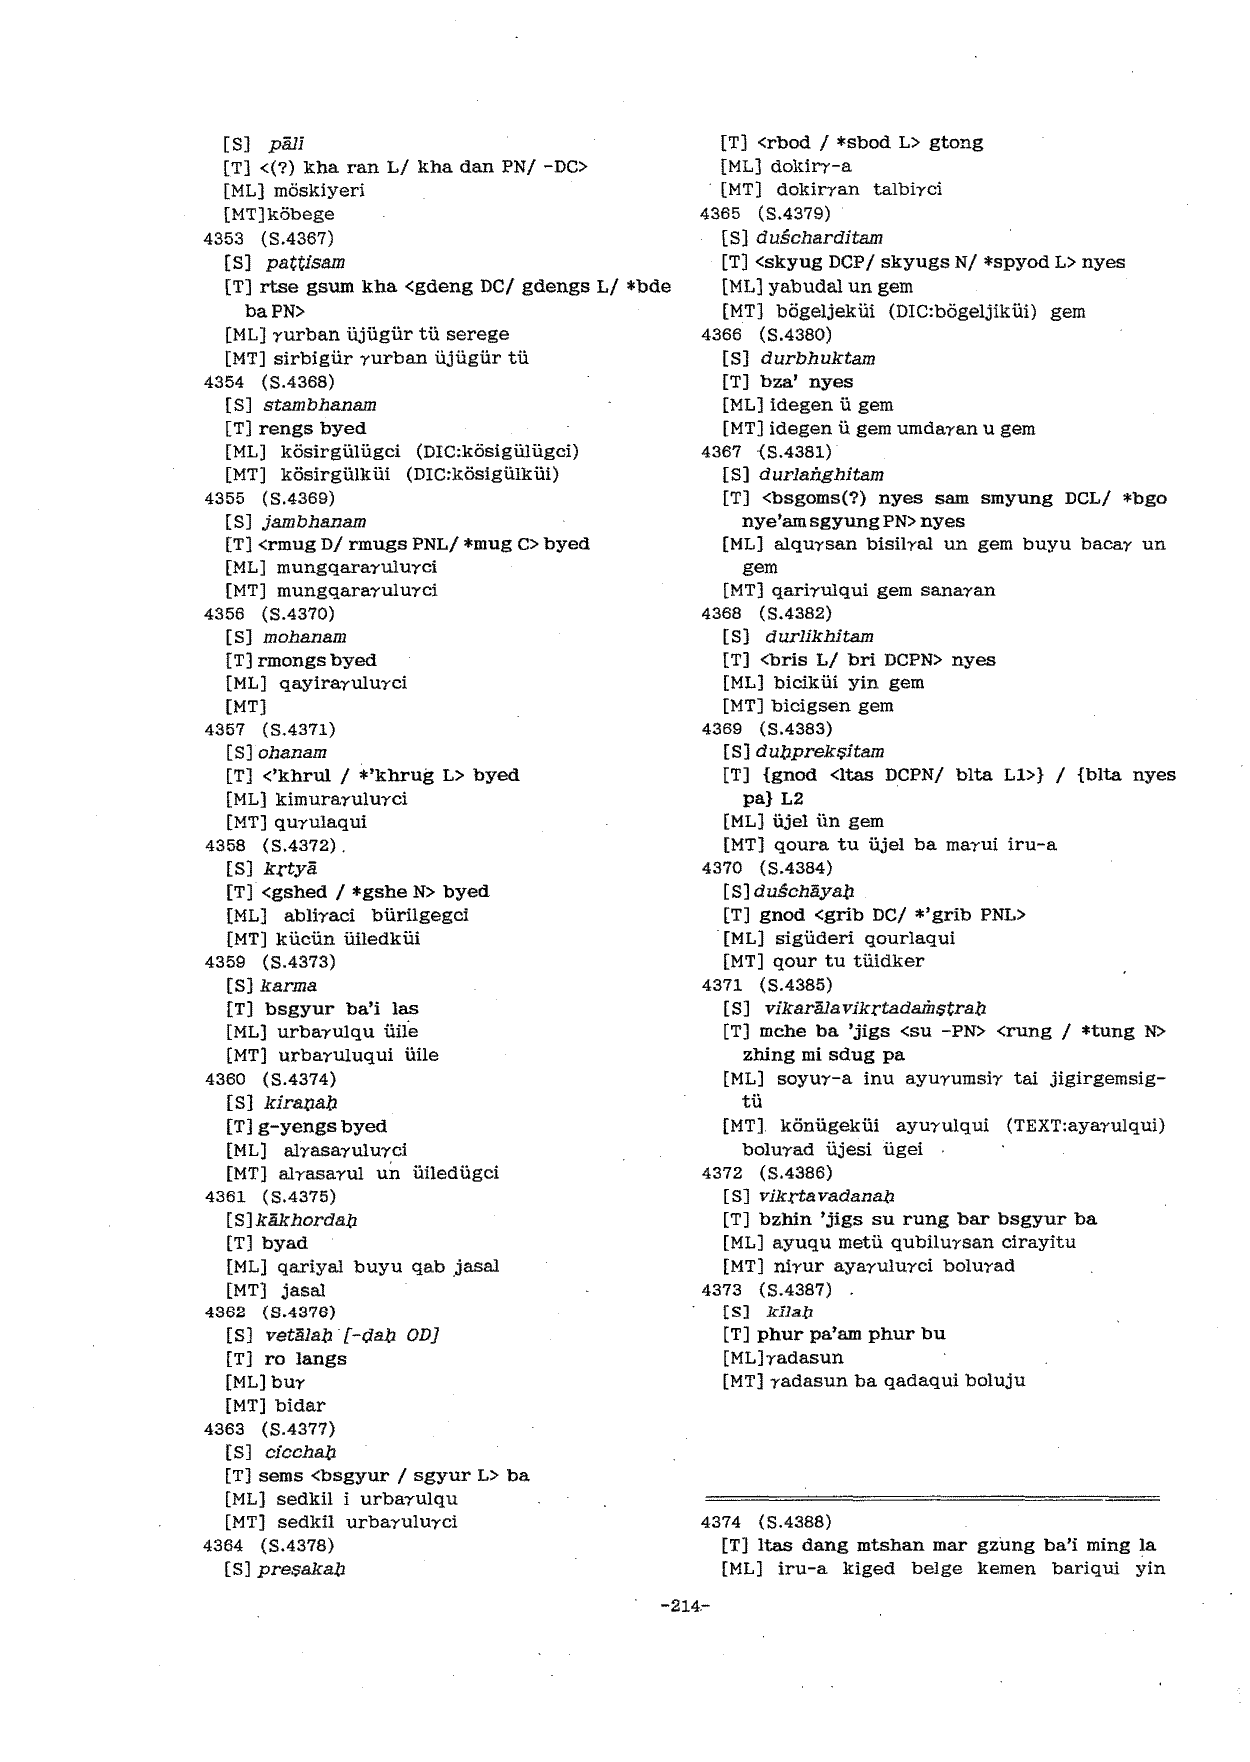 [S] pāli
[T] <(?) kha ran L/ kha dan PN/ -DC>
[ML] möskiyeri
[MT]köbege
4353 (S.4367)
[S] paṭṭisam
[T] rtse gsum kha <gdeng DC/ gdengs L/ *bde
ba PN>
[ML] γurban üjügür tü serege
[MT] sirbigür γurban üjügür tü
4354 (S.4368)
[S] stambhanam
[T] rengs byed
[ML] kösirgülügci (DIC:kösigülügci)
[MT] kösirgülküi (DIC:kösigülküi)
4355 (S.4369)
[S] jambhanam
[T] <rmug D/ rmugs PNL/ *mug C> byed
[ML] mungqaraγuluγci
[MT] mungqaraγuluγci
4356 (S.4370)
[S] mohanam
[T] rmongs byed
[ML] qayiraγuluγci
[MT]
4357 (S.4371)
[S] ohanam
[T] <'khrul / *'khrug L> byed
[ML] kimuraγuluγci
[MT] quγulaqui
4358 (S.4372)
[S] kṛtyā
[T] <gshed / *gshe N> byed
[ML] abliγaci bürilgegci
[MT] kücün üiledküi
4359 (S.4373)
[S] karma
[T] bsgyur ba'i las
[ML] urbaγulqu üile
[MT] urbaγuluqui üile
4360 (S.4374)
[S] kiraṇaḥ
[T] g-yengs byed
[ML] alγasaγuluγci
[MT] alγasaγul un üiledügci
4361 (S.4375)
[S] kākhordaḥ
[T] byad
[ML] qariyal buyu qab jasal
[MT] jasal
4362 (S.4376)
[S] vetālaḥ [-ḍaḥ OD]
[T] ro langs
[ML] buγ
[MT] bidar
4363 (S.4377)
[S] cicchaḥ
[T] sems <bsgyur / sgyur L> ba
[ML] sedkil i urbaγulqu
[MT] sedkil urbaγuluγci
4364 (S.4378)
[S] preṣakaḥ
[T] <rbod / *sbod L> gtong
[ML] dokirγ-a
[MT] dokirγan talbiγci
4365 (S.4379)
[S] duścharditam
[T] <skyug DCP/ skyugs N/ *spyod L> nyes
[ML] yabudal un gem
[MT] bögeljeküi (DIC:bögeljiküi) gem
4366 (S.4380)
[S] durbhuktam
[T] bza' nyes
[ML] idegen ü gem
[MT] idegen ü gem umdaγan u gem
4367 (S.4381)
[S] durlaṅghitam
[T] <bsgoms(?) nyes sam smyung DCL/ *bgo
nye'am sgyung PN> nyes
[ML] alquγsan bisilγal un gem buyu bacaγ un
gem
[MT] qariγulqui gem sanaγan
4368 (S.4382)
[S] durlikhitam
[T] <bris L/ bri DCPN> nyes
[ML] biciküi yin gem
[MT] bicigsen gem
4369 (S.4383)
[S] duḥprekṣitam
[T] {gnod <ltas DCPN/ blta L1>} / {blta nyes
pa} L2
[ML] üjel ün gem
[MT] qoura tu üjel ba maγui iru-a
4370 (S.4384)
[S] duśchāyaḥ
[T] gnod <grib DC/ *'grib PNL>
[ML] sigüderi qourlaqui
[MT] qour tu tüidker
4371 (S.4385)
[S] vikarālavikṛtadaṁṣṭraḥ
[T] mche ba 'jigs <su -PN> <rung / *tung N>
zhing mi sdug pa
[ML] soyuγ-a inu ayuγumsiγ tai jigirgemsig-
tü
[MT] könügeküi ayuγulqui (TEXT:ayaγulqui)
boluγad üjesi ügei
4372 (S.4386)
[S] vikṛtavadanaḥ
[T] bzhin 'jigs su rung bar bsgyur ba
[ML] ayuqu metü qubiluγsan cirayitu
[MT] niγur ayaγuluγci boluγad
4373 (S.4387)
[S] kīlaḥ
[T] phur pa'am phur bu
[ML]γadasun
[MT] γadasun ba qadaqui boluju
4374 (S.4388)
[T] ltas dang mtshan mar gzung ba'i ming la
[ML] iru-a kiged belge kemen bariqui yin
-214-